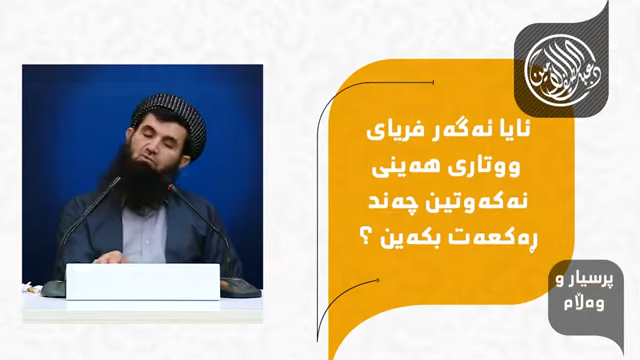 ئایا ئەگەر فریای
ووتاری هەینی
نەکەوتین چەند
ڕەکعەت بکەین ؟
پرسیار و
وەڵام